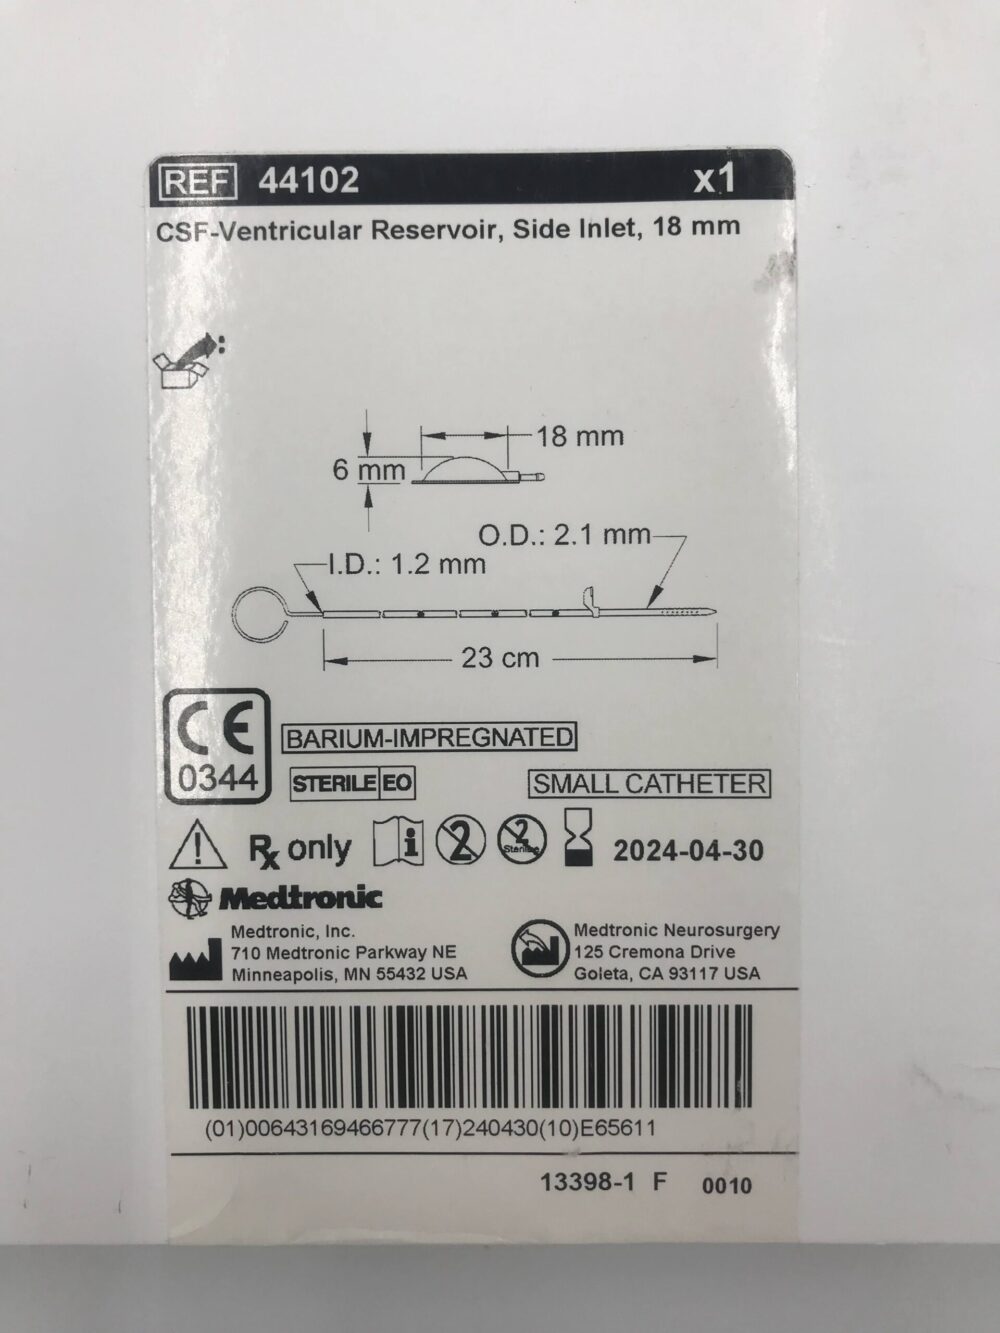 REF 44102 x1
CSF-Ventricular Reservoir, Side Inlet, 18 mm
18 mm
6 mm
O.D.: 2.1 mm
I.D.: 1.2 mm
23 cm
CE
0344
BARIUM-IMPREGNATED
STERILE EO
SMALL CATHETER
Rx only
i
2
2
Sterilize
2024-04-30
Medtronic
Medtronic, Inc.
710 Medtronic Parkway NE
Minneapolis, MN 55432 USA
Medtronic Neurosurgery
125 Cremona Drive
Goleta, CA 93117 USA
(01)00643169466777(17)240430(10)E65611
13398-1 F 0010